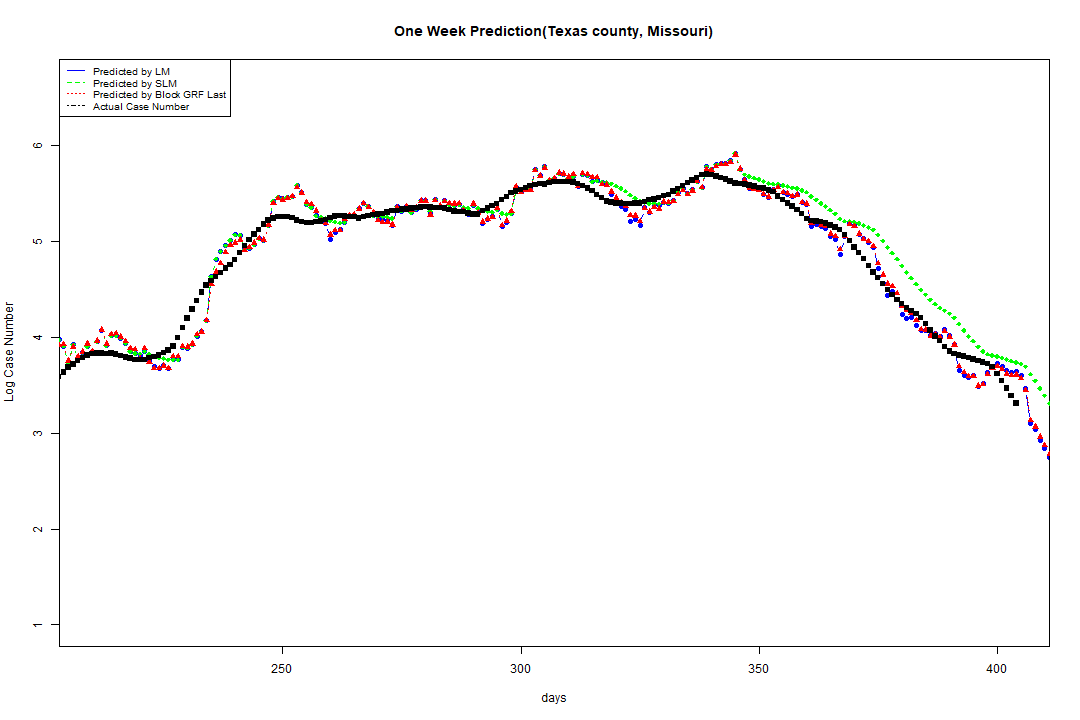 One Week Prediction(Texas county, Missouri)
Predicted by LM
Predicted by SLM
Predicted by Block GRF Last
Actual Case Number
6
5
4
3
2
1
Log Case Number
250 300 350 400
days